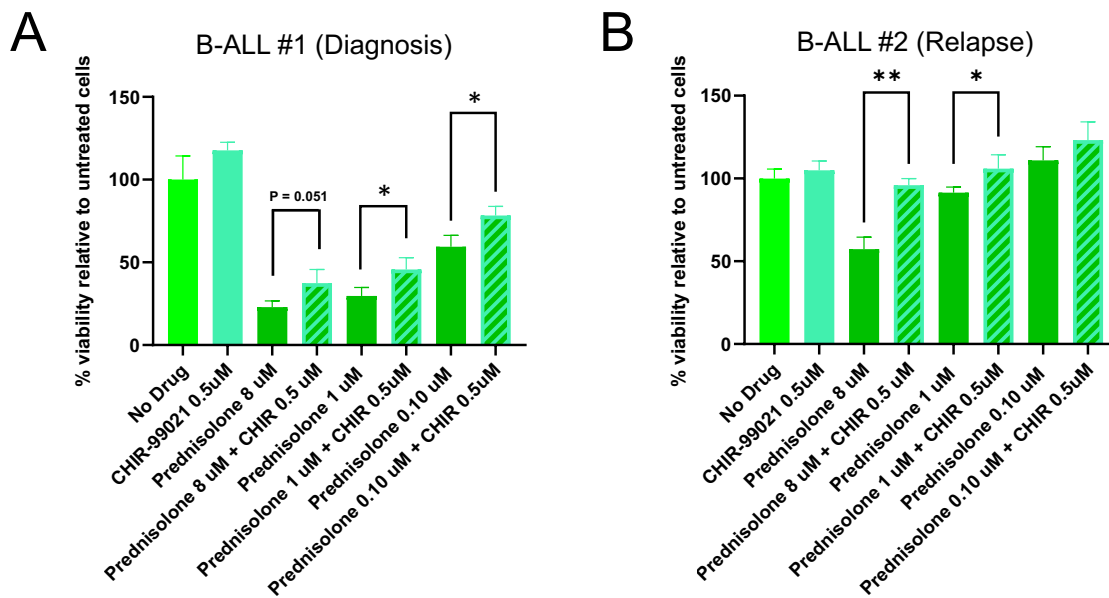 A
B-ALL #1 (Diagnosis)
% viability relative to untreated cells
150
100
50
0
P = 0.051
*
*
No Drug
CHIR-99021 0.5uM
Prednisolone 8 uM
Prednisolone 8 uM + CHIR 0.5 uM
Prednisolone 1 uM
Prednisolone 1 uM + CHIR 0.5uM
Prednisolone 0.10 uM
Prednisolone 0.10 uM + CHIR 0.5uM
B
B-ALL #2 (Relapse)
% viability relative to untreated cells
150
100
50
0
**
*
No Drug
CHIR-99021 0.5uM
Prednisolone 8 uM
Prednisolone 8 uM + CHIR 0.5 uM
Prednisolone 1 uM
Prednisolone 1 uM + CHIR 0.5uM
Prednisolone 0.10 uM
Prednisolone 0.10 uM + CHIR 0.5uM